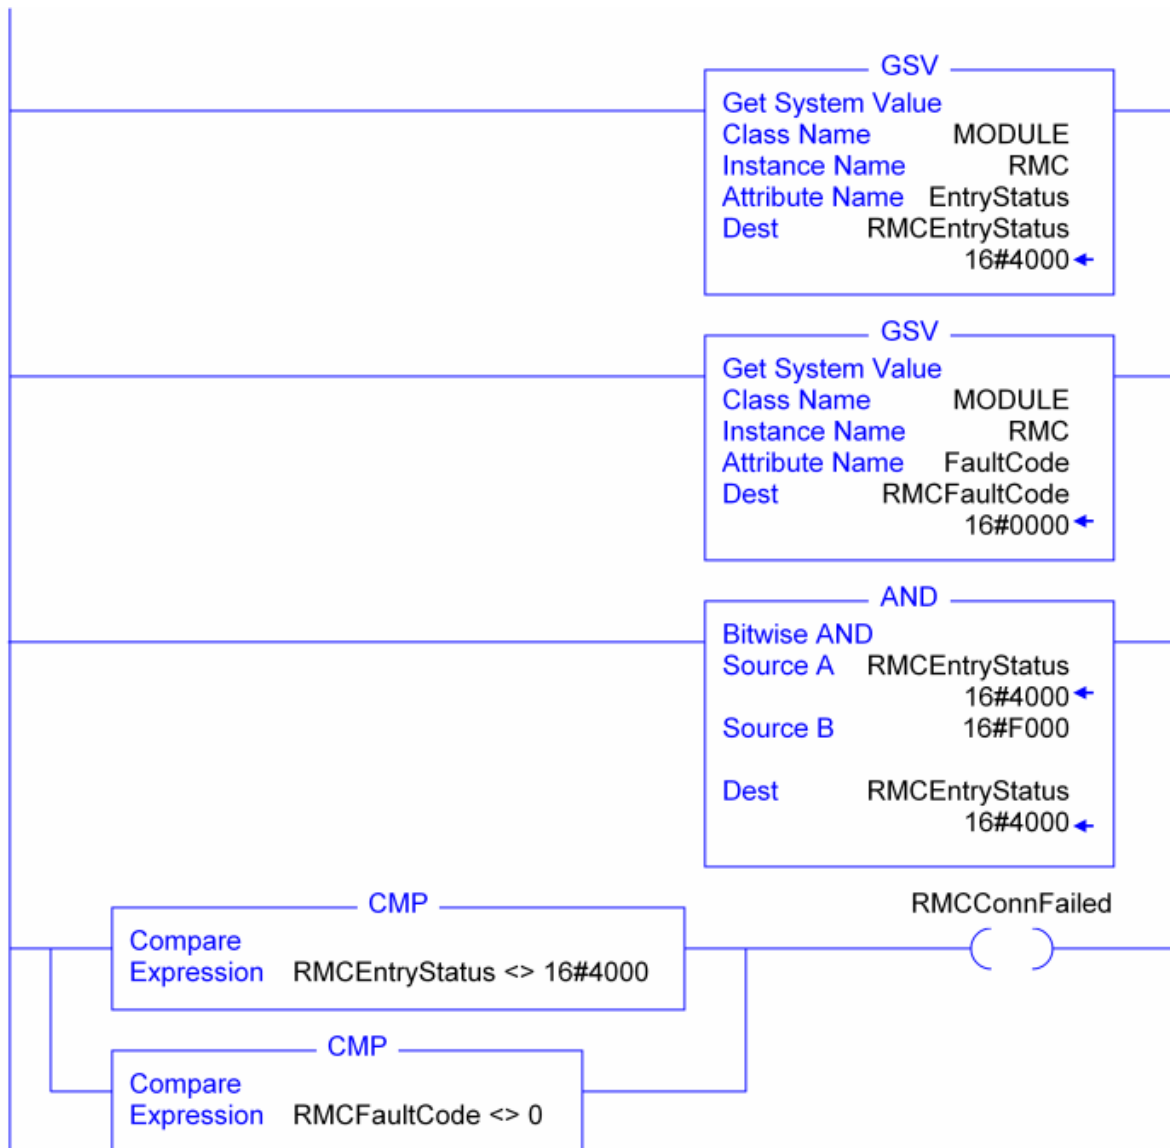 GSV
Get System Value
Class Name MODULE
Instance Name RMC
Attribute Name EntryStatus
Dest RMCEntryStatus
16#4000
GSV
Get System Value
Class Name MODULE
Instance Name RMC
Attribute Name FaultCode
Dest RMCFaultCode
16#0000
AND
Bitwise AND
Source A RMCEntryStatus
16#4000
Source B 16#F000
Dest RMCEntryStatus
16#4000
CMP RMCConnFailed
Compare
Expression RMCEntryStatus <> 16#4000
CMP
Compare
Expression RMCFaultCode <> 0